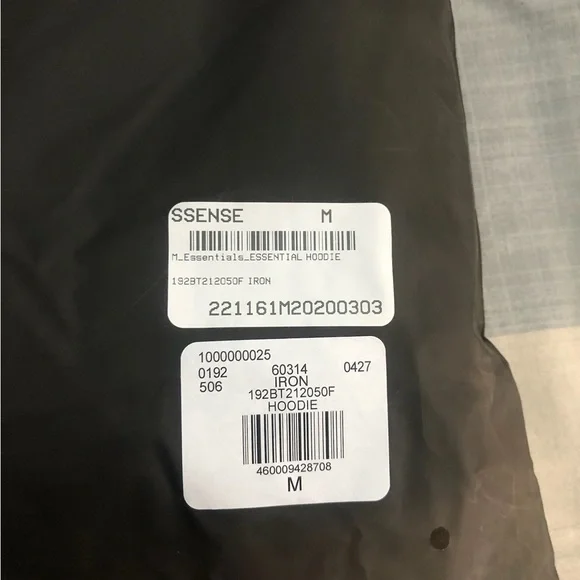 SSENSE M
M_Essentials_ESSENTIAL HOODIE
192BT212050F IRON
221161M20200303
1000000025
0192 60314 0427
506 IRON
192BT212050F
HOODIE
460009428708
M